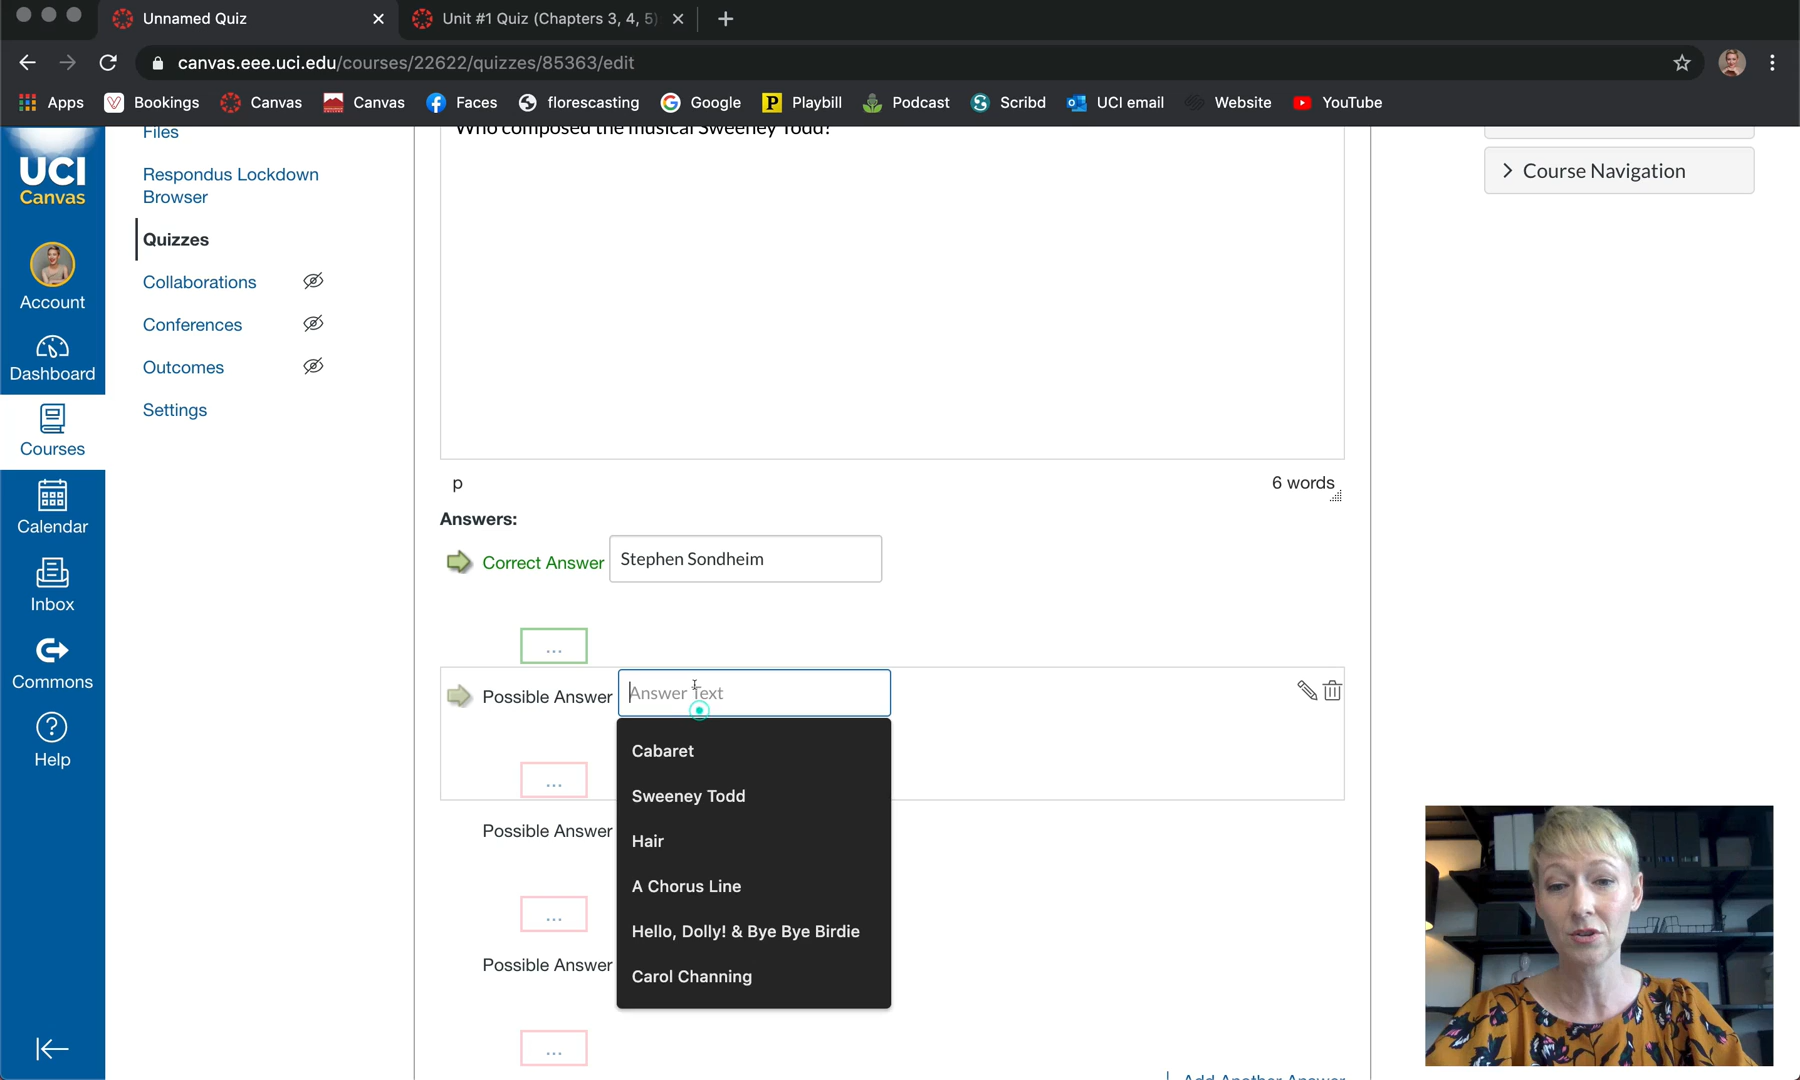 Unnamed Quiz
Unit #1 Quiz (Chapters 3, 4, 5)
canvas.eee.uci.edu/courses/22622/quizzes/85363/edit
Apps
Bookings
Canvas
Canvas
Faces
florescasting
Google
Playbill
Podcast
Scribd
UCI email
Website
YouTube
UCI
Canvas
Account
Dashboard
Courses
Calendar
Inbox
Commons
Help
Files
Respondus Lockdown
Browser
Quizzes
Collaborations
Conferences
Outcomes
Settings
Who composed the musical Sweeney Todd?
p
6 words
Answers:
Correct Answer
Stephen Sondheim
...
Possible Answer
Answer Text
...
Possible Answer
...
Possible Answer
...
Cabaret
Sweeney Todd
Hair
A Chorus Line
Hello, Dolly! & Bye Bye Birdie
Carol Channing
Add Another Answer
Course Navigation